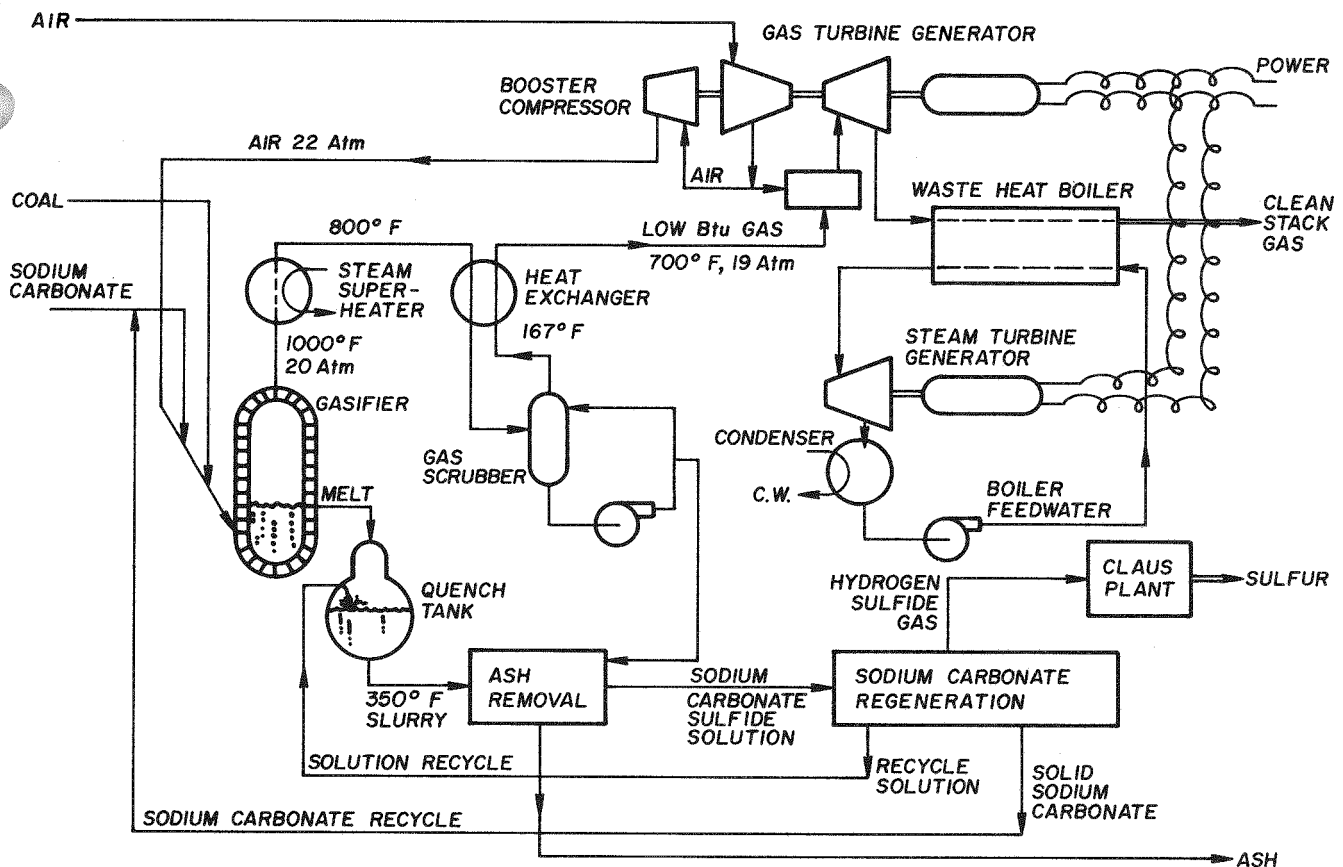 AIR
GAS TURBINE GENERATOR
BOOSTER
COMPRESSOR
POWER
AIR 22 Atm
AIR
COAL
WASTE HEAT BOILER
CLEAN
STACK
GAS
800° F
LOW Btu GAS
700° F, 19 Atm
SODIUM
CARBONATE
STEAM
SUPER-
HEATER
HEAT
EXCHANGER
167° F
1000° F
20 Atm
STEAM TURBINE
GENERATOR
GASIFIER
GAS
SCRUBBER
CONDENSER
C.W.
MELT
BOILER
FEEDWATER
QUENCH
TANK
HYDROGEN
SULFIDE
GAS
CLAUS
PLANT
SULFUR
350° F
SLURRY
ASH
REMOVAL
SODIUM
CARBONATE
SULFIDE
SOLUTION
SODIUM CARBONATE
REGENERATION
SOLUTION RECYCLE
RECYCLE
SOLUTION
SOLID
SODIUM
CARBONATE
SODIUM CARBONATE RECYCLE
ASH